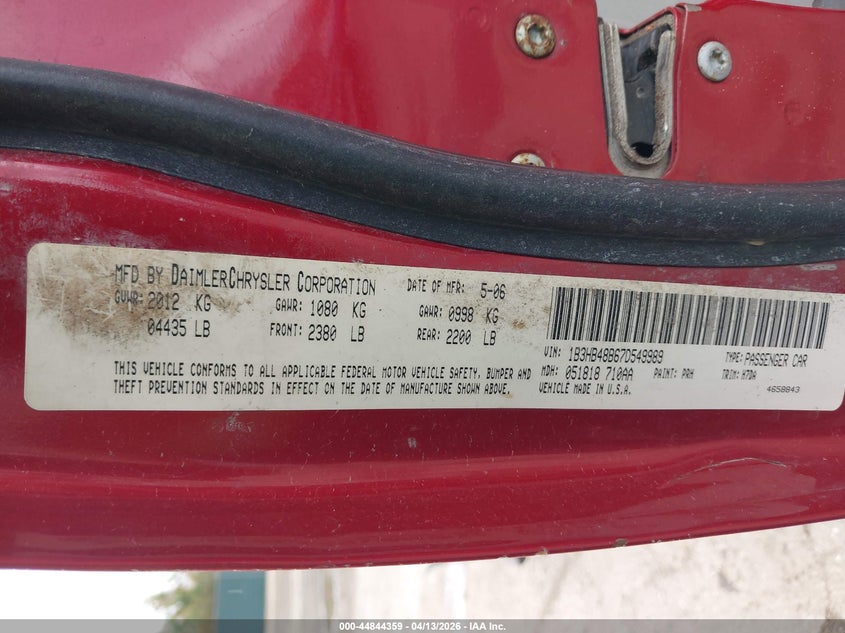 MFD BY DAIMLERCHRYSLER CORPORATION DATE OF MFR: 5-06
GVWR: 2012 KG GAWR: 1080 KG GAWR: 0998 KG
04435 LB FRONT: 2380 LB REAR: 2200 LB
VIN: 1B3HB48B67D549989 TYPE: PASSENGER CAR
MDH: 051818 710AA PAINT: PRH TRIM: H7DA
THIS VEHICLE CONFORMS TO ALL APPLICABLE FEDERAL MOTOR VEHICLE SAFETY, BUMPER AND
THEFT PREVENTION STANDARDS IN EFFECT ON THE DATE OF MANUFACTURE SHOWN ABOVE.
VEHICLE MADE IN U.S.A. 4658843
000-44844359 | 04/13/2026 | IAA Inc.